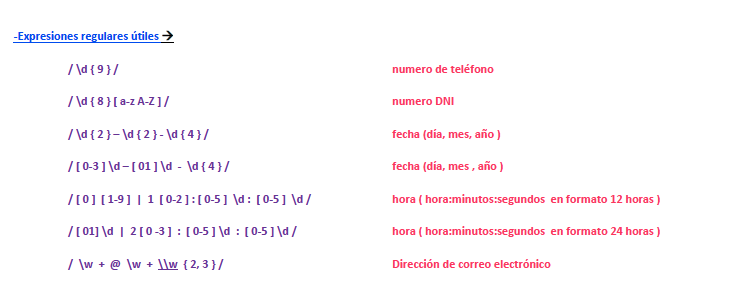 -Expresiones regulares útiles →
/ \d { 9 } / numero de teléfono
/ \d { 8 } [ a-z A-Z ] / numero DNI
/ \d { 2 } – \d { 2 } - \d { 4 } / fecha (día, mes, año )
/ [ 0-3 ] \d – [ 01 ] \d - \d { 4 } / fecha (día, mes , año )
/ [ 0 ] [ 1-9 ] | 1 [ 0-2 ] : [ 0-5 ] \d : [ 0-5 ] \d / hora ( hora:minutos:segundos en formato 12 horas )
/ [ 01] \d | 2 [ 0 -3 ] : [ 0-5 ] \d : [ 0-5 ] \d / hora ( hora:minutos:segundos en formato 24 horas )
/ \w + @ \w + \\w { 2, 3 } / Dirección de correo electrónico